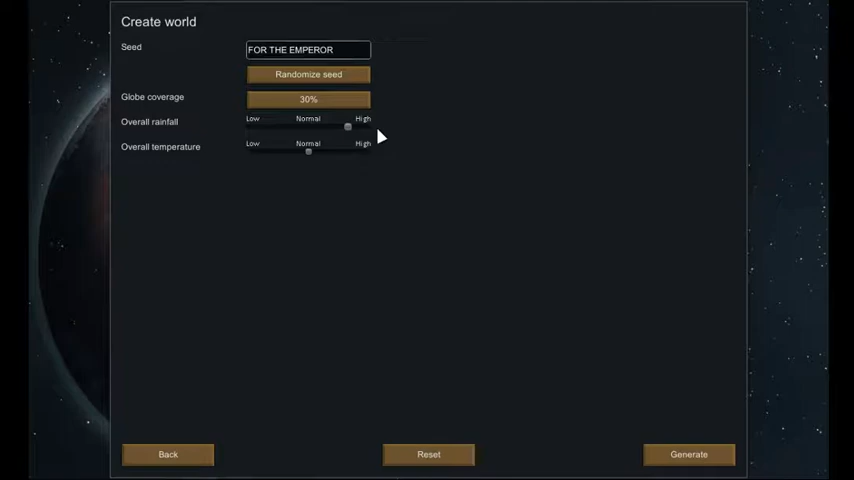 Create world
Seed
FOR THE EMPEROR
Randomize seed
Globe coverage
30%
Overall rainfall
Low Normal High
Overall temperature
Low Normal High
Back
Reset
Generate